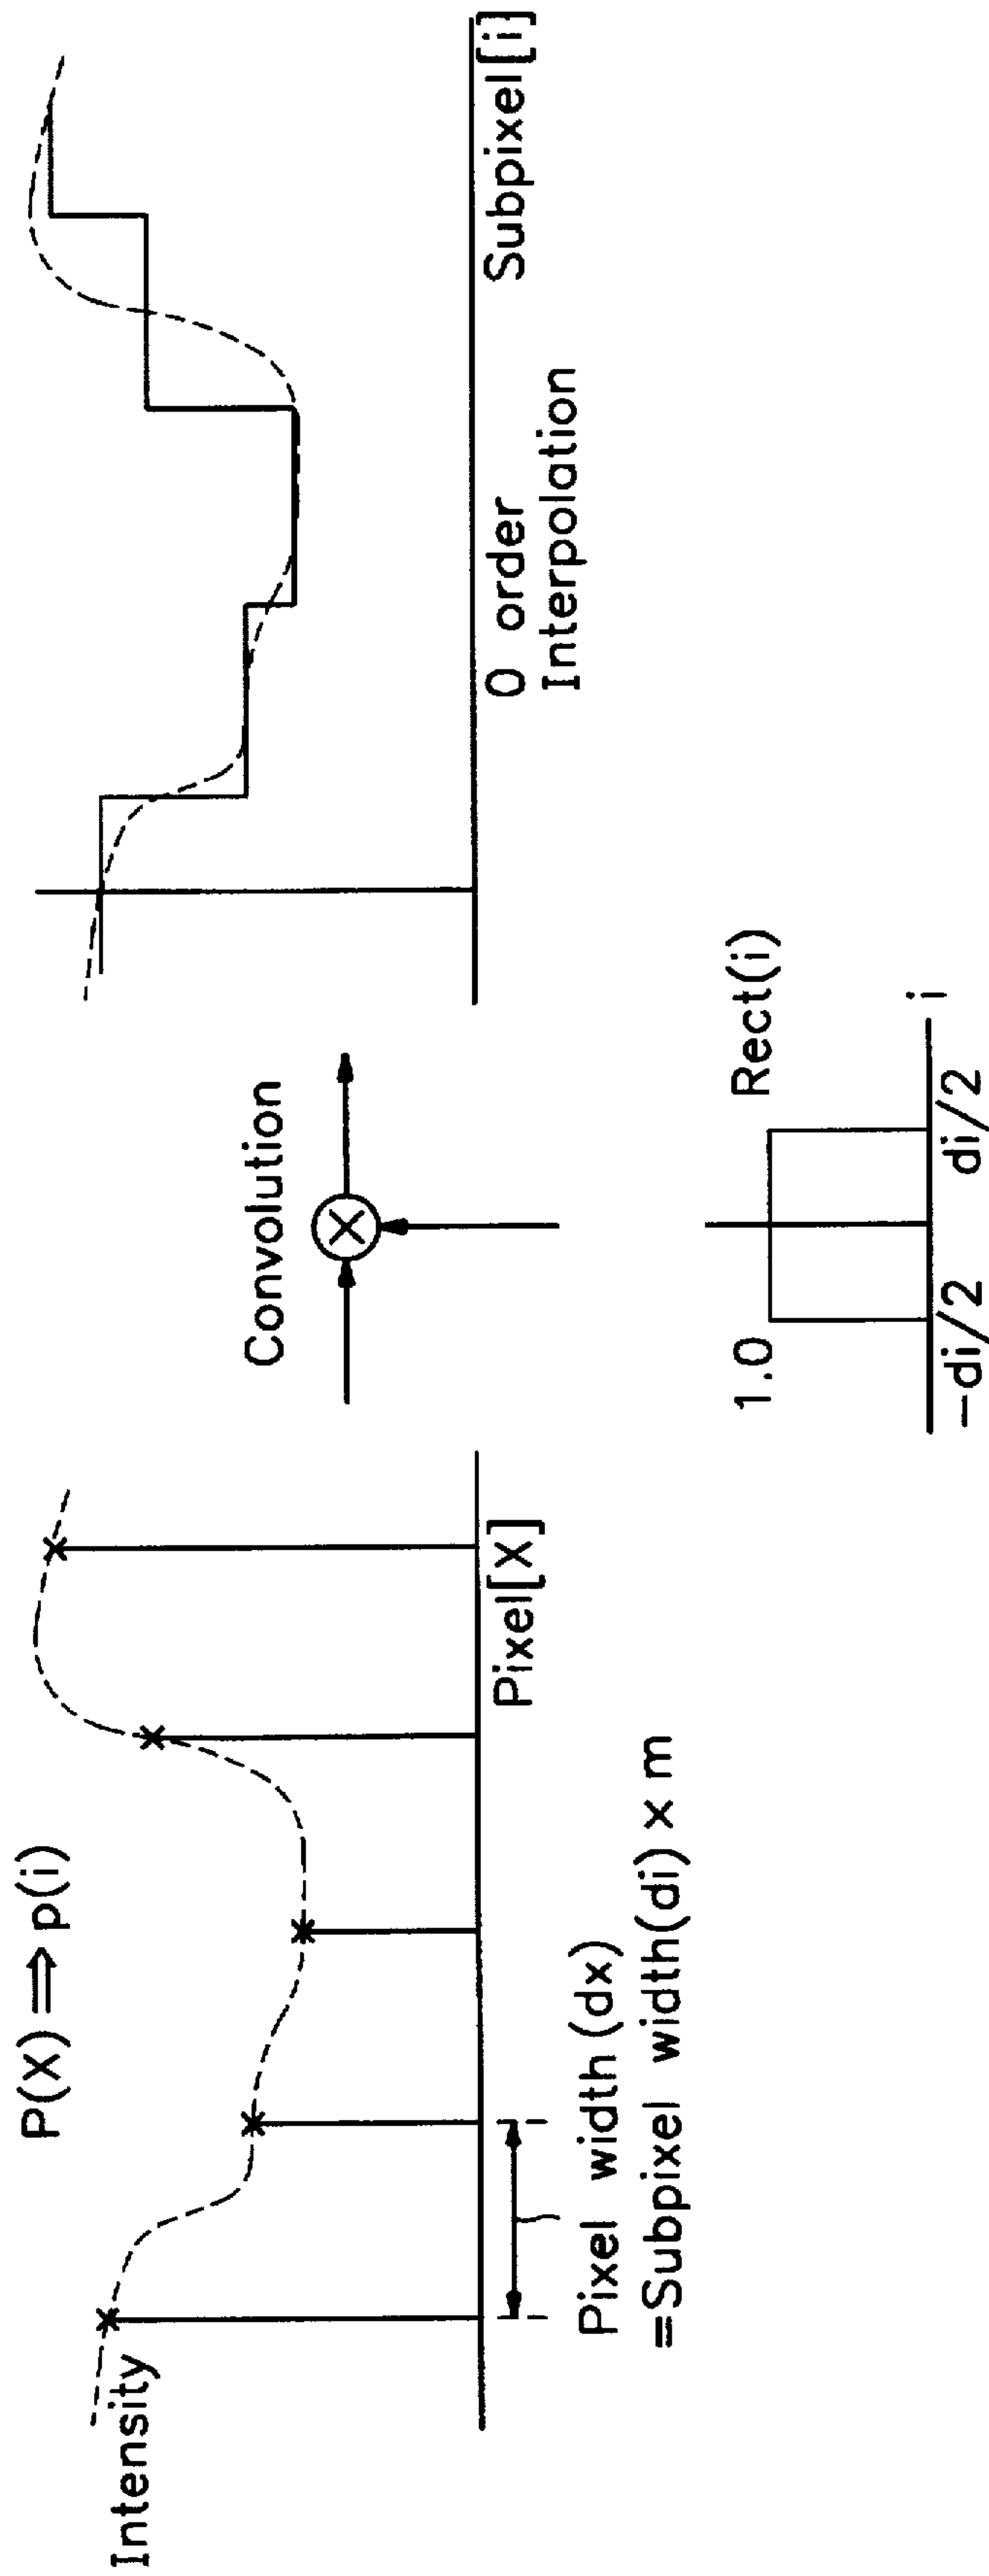 P(X) ⇒ p(i)
Intensity
Pixel[X]
Pixel width (dx)
=Subpixel width(di) × m
Convolution
1.0
Rect(i)
-di/2
di/2
i
0 order
Interpolation
Subpixel[i]